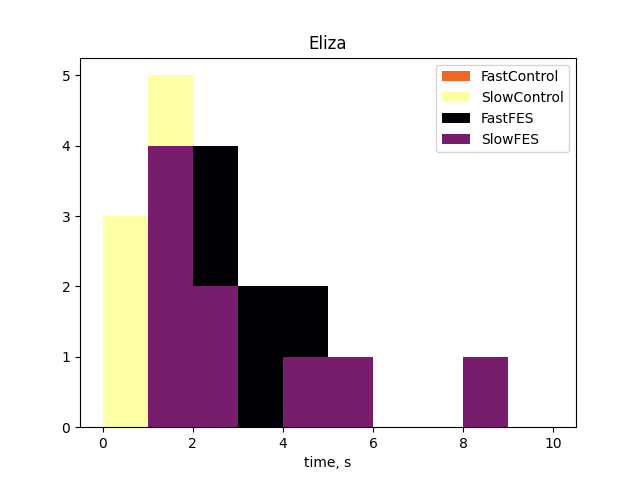 Eliza
FastControl
SlowControl
FastFES
SlowFES
5
4
3
2
1
0
0 2 4 6 8 10
time, s